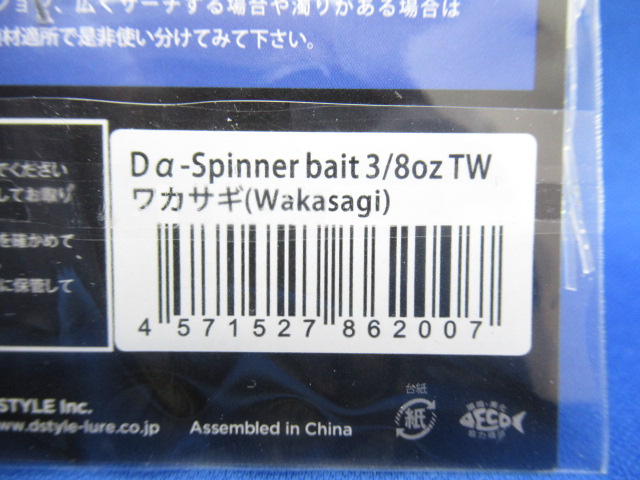 ション、広くサーチする場合や濁りがある場合は
材適所で是非使い分けてみて下さい。
てください
してお取り
を確かめて
に保管して
Dα-Spinner bait 3/8oz TW
ワカサギ(Wakasagi)
4 571527 862007
STYLE Inc.
www.dstyle-lure.co.jp
Assembled in China
台紙
紙
ECO